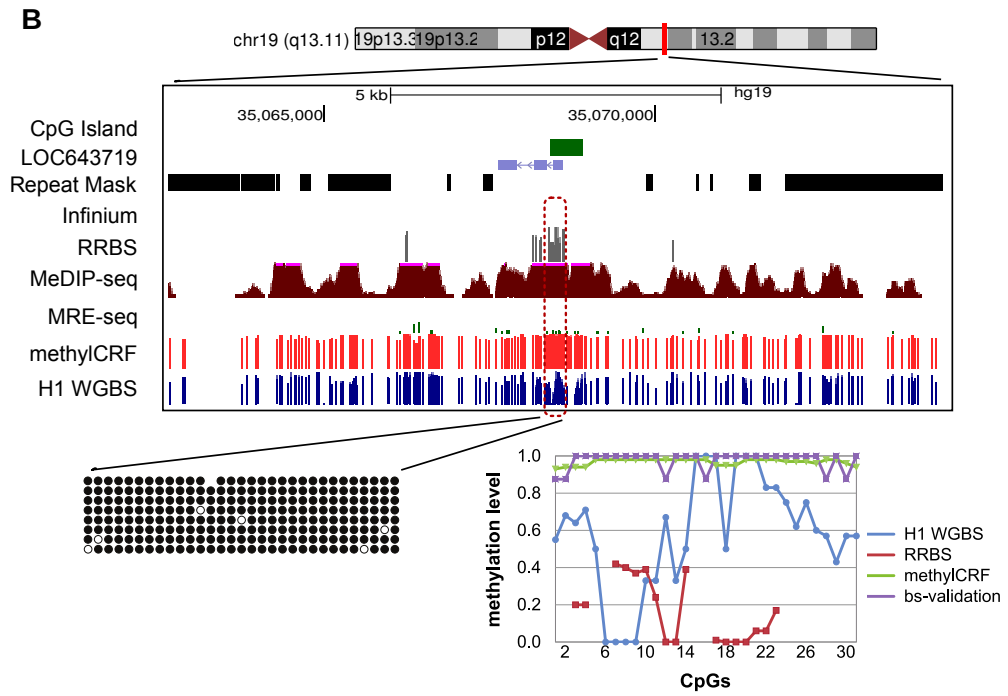 B
chr19 (q13.11) 19p13.3 19p13.2 p12 q12 13.2
5 kb hg19
35,065,000 35,070,000
CpG Island
LOC643719
Repeat Mask
Infinium
RRBS
MeDIP-seq
MRE-seq
methylCRF
H1 WGBS
methylation level
1.0
0.8
0.6
0.4
0.2
0.0
2 6 10 14 18 22 26 30
CpGs
H1 WGBS
RRBS
methylCRF
bs-validation